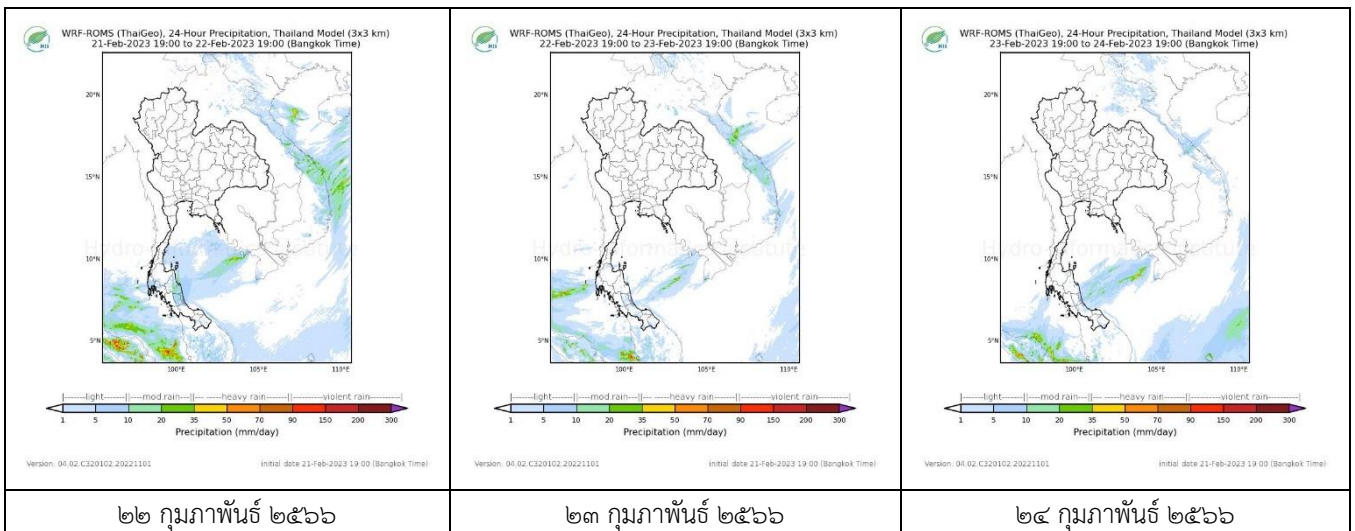 WRF-ROMS (ThaiGeo), 24-Hour Precipitation, Thailand Model (3x3 km)
21-Feb-2023 19:00 to 22-Feb-2023 19:00 (Bangkok Time)
HII
20°N
15°N
10°N
5°N
100°E 105°E 110°E
|-------light-------||----mod.rain----||---- heavy rain----||------violent rain------|
1 5 10 20 35 50 70 90 150 200 300
Precipitation (mm/day)
Version: 04.02.C320102.20221101 initial date 21-Feb-2023 19:00 (Bangkok Time)
๒๒ กุมภาพันธ์ ๒๕๖๖
WRF-ROMS (ThaiGeo), 24-Hour Precipitation, Thailand Model (3x3 km)
22-Feb-2023 19:00 to 23-Feb-2023 19:00 (Bangkok Time)
HII
20°N
15°N
10°N
5°N
100°E 105°E 110°E
|-------light-------||----mod.rain----||---- heavy rain----||------violent rain------|
1 5 10 20 35 50 70 90 150 200 300
Precipitation (mm/day)
Version: 04.02.C320102.20221101 initial date 21-Feb-2023 19:00 (Bangkok Time)
๒๓ กุมภาพันธ์ ๒๕๖๖
WRF-ROMS (ThaiGeo), 24-Hour Precipitation, Thailand Model (3x3 km)
23-Feb-2023 19:00 to 24-Feb-2023 19:00 (Bangkok Time)
HII
20°N
15°N
10°N
5°N
100°E 105°E 110°E
|-------light-------||----mod.rain----||---- heavy rain----||------violent rain------|
1 5 10 20 35 50 70 90 150 200 300
Precipitation (mm/day)
Version: 04.02.C320102.20221101 initial date 21-Feb-2023 19:00 (Bangkok Time)
๒๔ กุมภาพันธ์ ๒๕๖๖